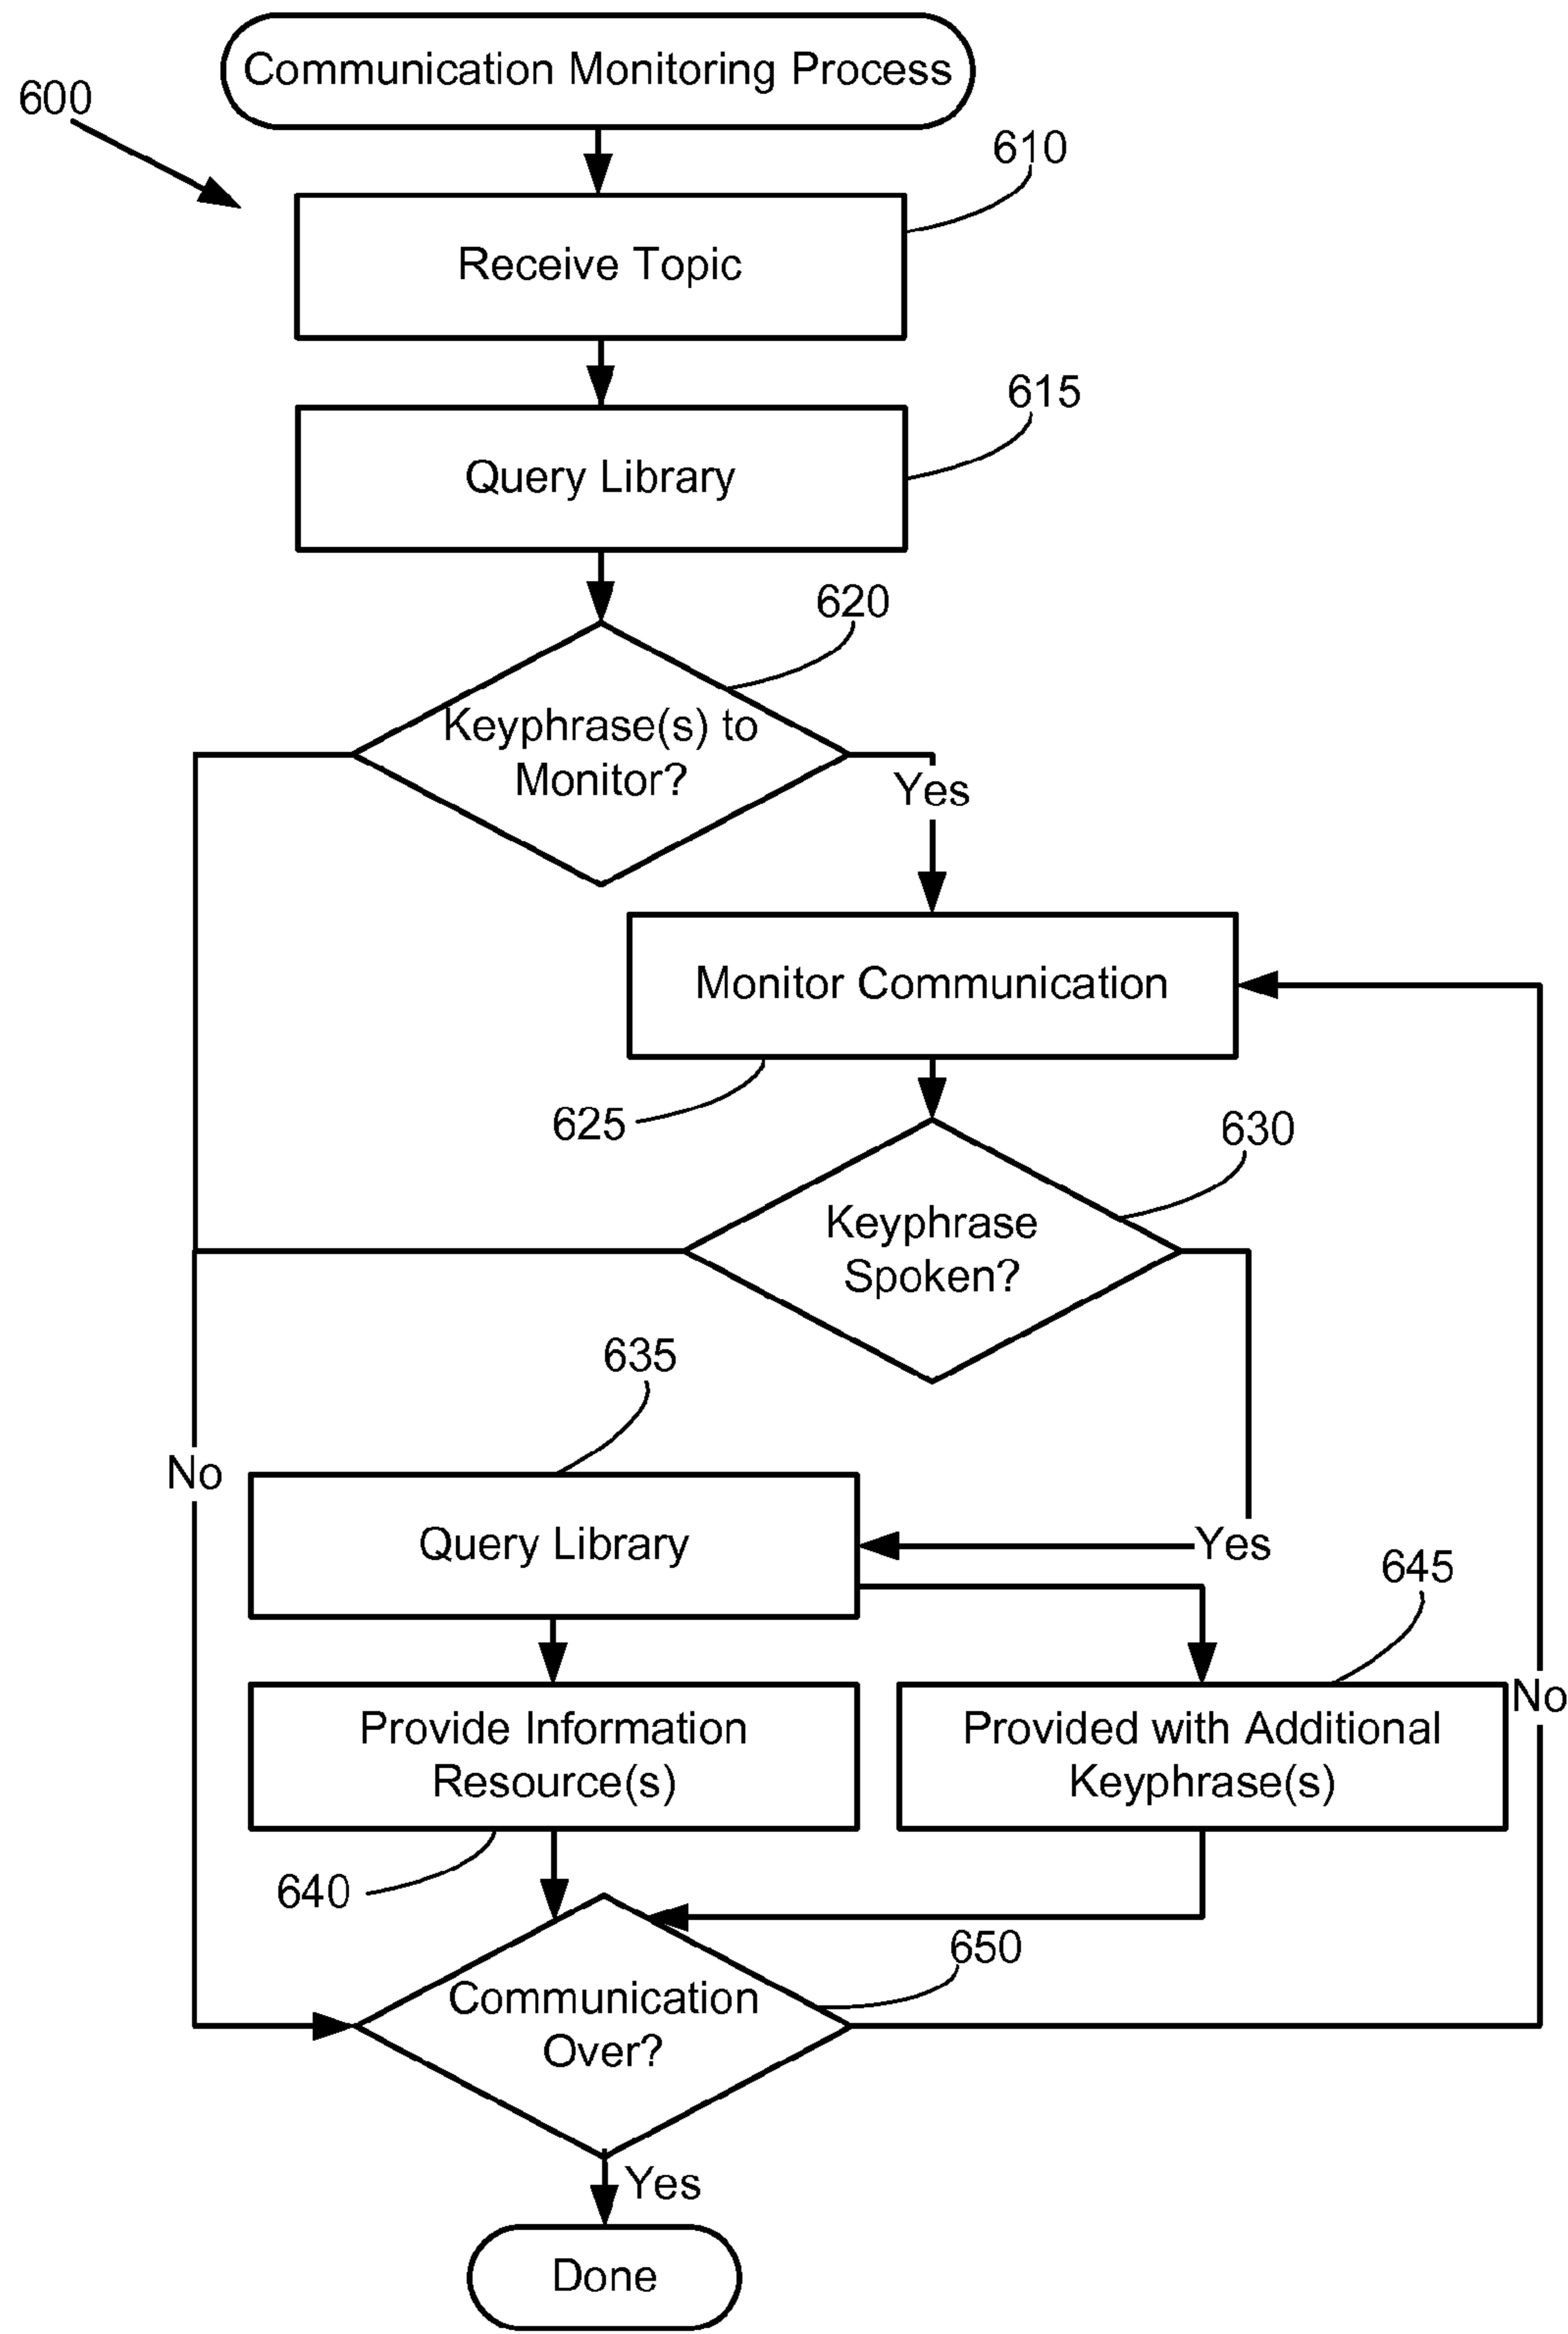 Communication Monitoring Process
600
610
Receive Topic
615
Query Library
620
Keyphrase(s) to
Monitor?
Yes
Monitor Communication
625
630
Keyphrase
Spoken?
635
No
Query Library
Yes
645
Provide Information
Resource(s)
Provided with Additional
Keyphrase(s)
No
640
650
Communication
Over?
Yes
Done